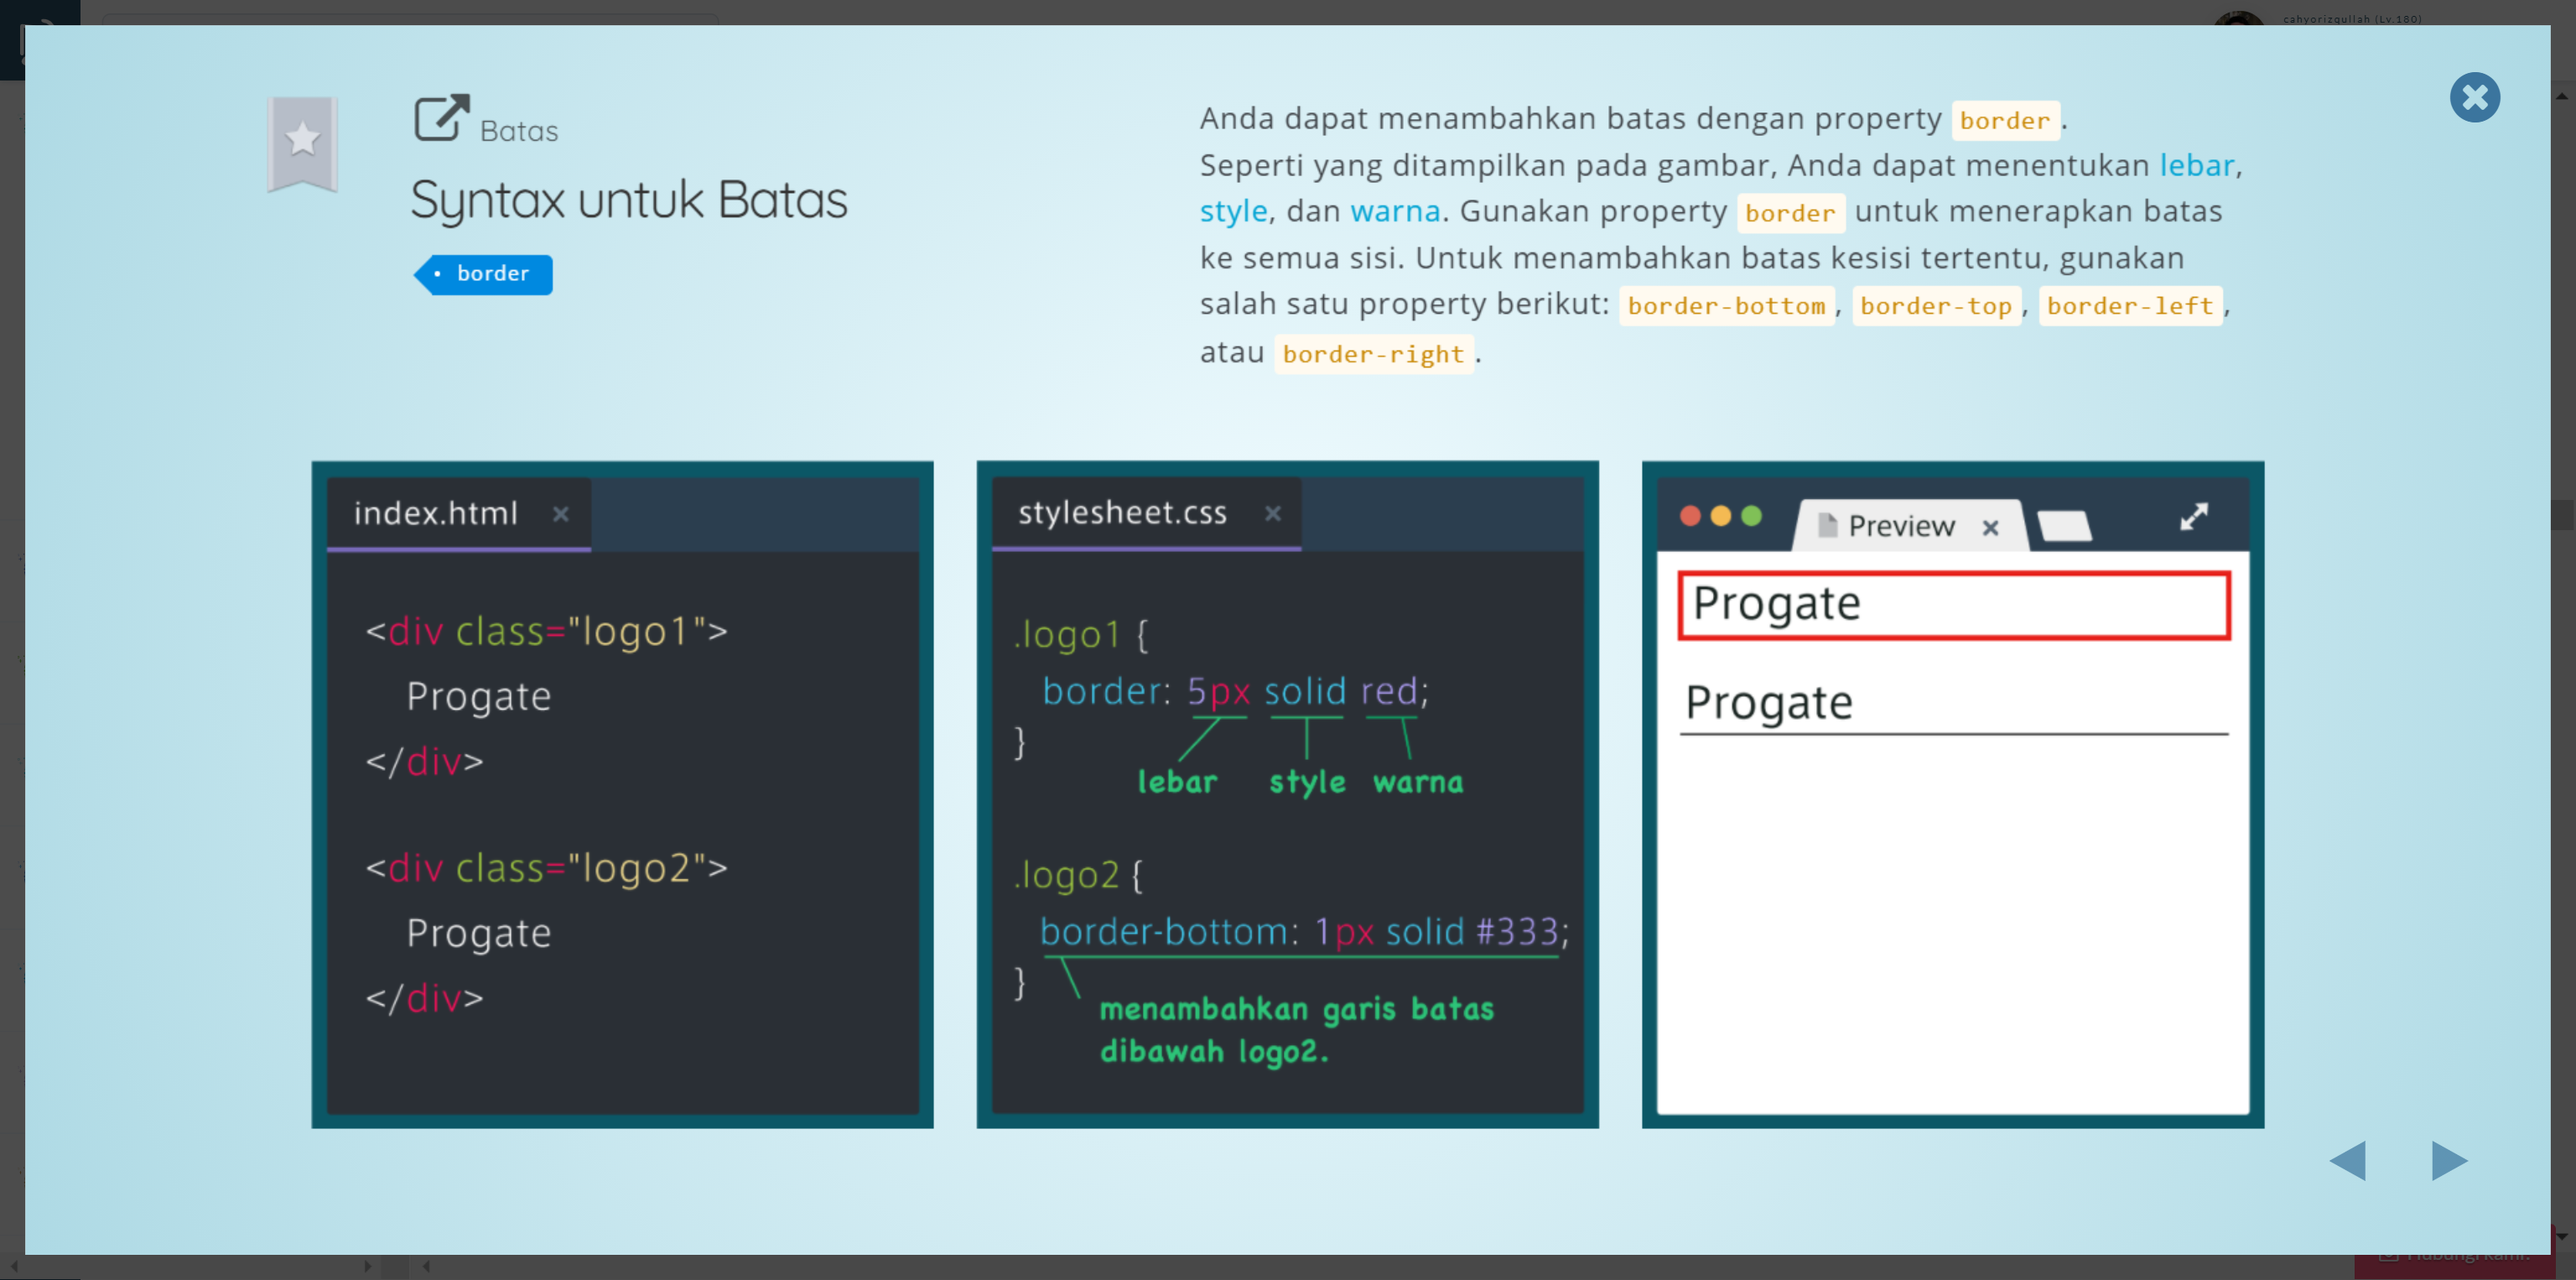 cahyorizqullah (Lv.180)
Batas
Syntax untuk Batas
• border
Anda dapat menambahkan batas dengan property border.
Seperti yang ditampilkan pada gambar, Anda dapat menentukan lebar,
style, dan warna. Gunakan property border untuk menerapkan batas
ke semua sisi. Untuk menambahkan batas kesisi tertentu, gunakan
salah satu property berikut: border-bottom, border-top, border-left,
atau border-right.
index.html ×
<div class="logo1">
Progate
</div>
<div class="logo2">
Progate
</div>
stylesheet.css ×
.logo1 {
border: 5px solid red;
}
lebar style warna
.logo2 {
border-bottom: 1px solid #333;
}
menambahkan garis batas
dibawah logo2.
Preview ×
Progate
Progate